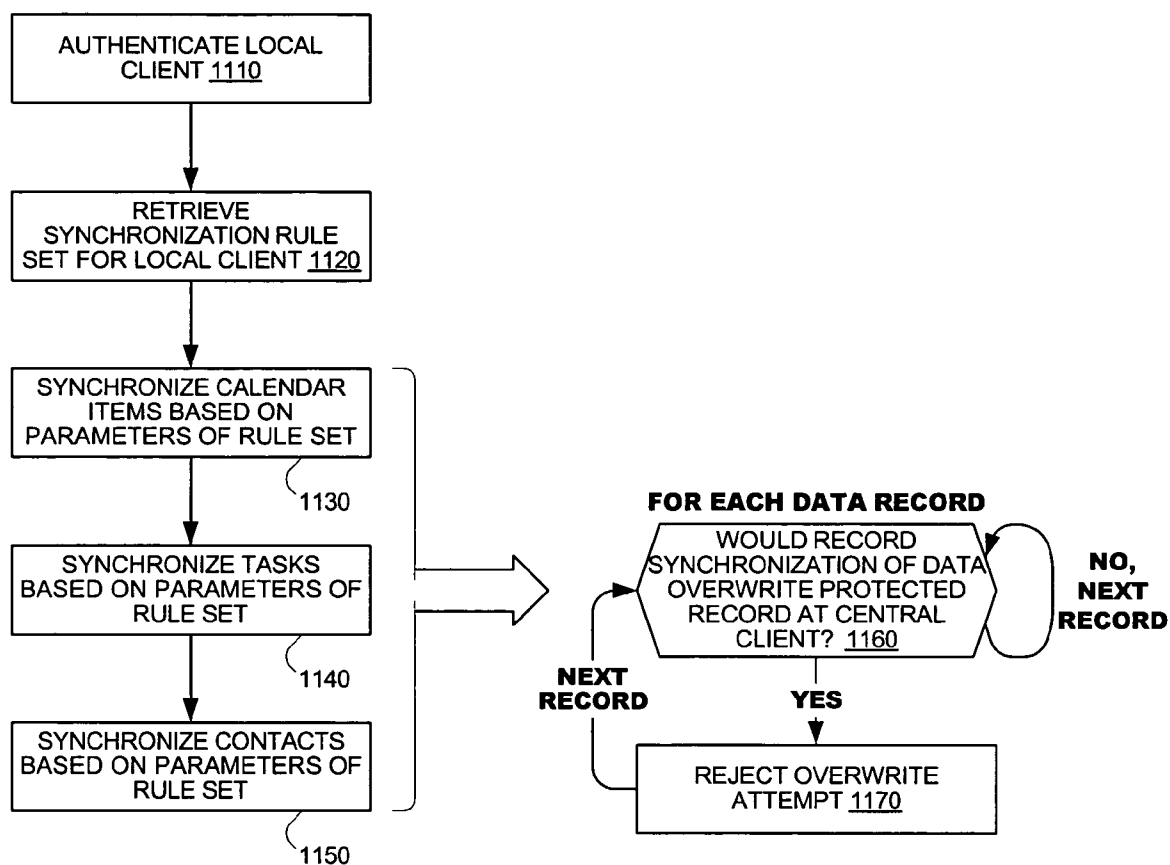 AUTHENTICATE LOCAL
CLIENT 1110
RETRIEVE
SYNCHRONIZATION RULE
SET FOR LOCAL CLIENT 1120
SYNCHRONIZE CALENDAR
ITEMS BASED ON
PARAMETERS OF RULE SET
1130
SYNCHRONIZE TASKS
BASED ON PARAMETERS OF
RULE SET
1140
SYNCHRONIZE CONTACTS
BASED ON PARAMETERS OF
RULE SET
1150
FOR EACH DATA RECORD
WOULD RECORD
SYNCHRONIZATION OF DATA
OVERWRITE PROTECTED
RECORD AT CENTRAL
CLIENT? 1160
NO,
NEXT
RECORD
NEXT
RECORD
YES
REJECT OVERWRITE
ATTEMPT 1170